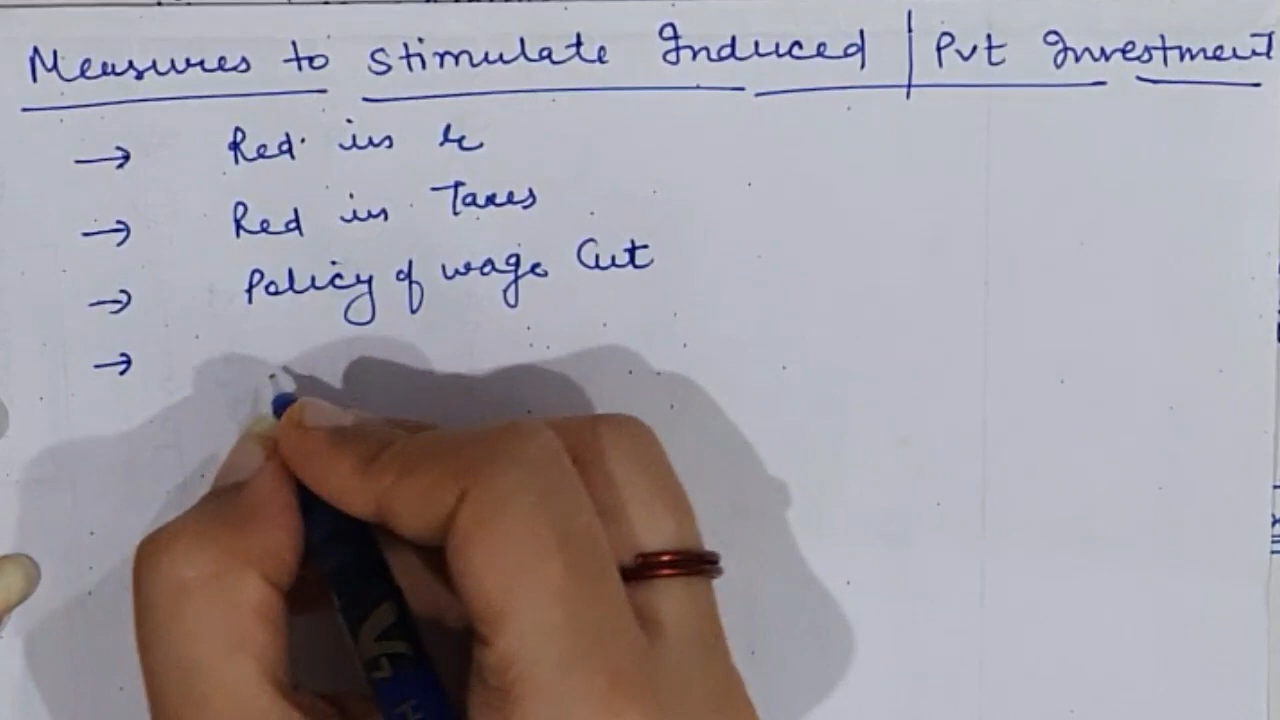 Measures to stimulate Induced | Pvt Investment
→ Red. in r
→ Red in Taxes
→ Policy of wage Cut
→